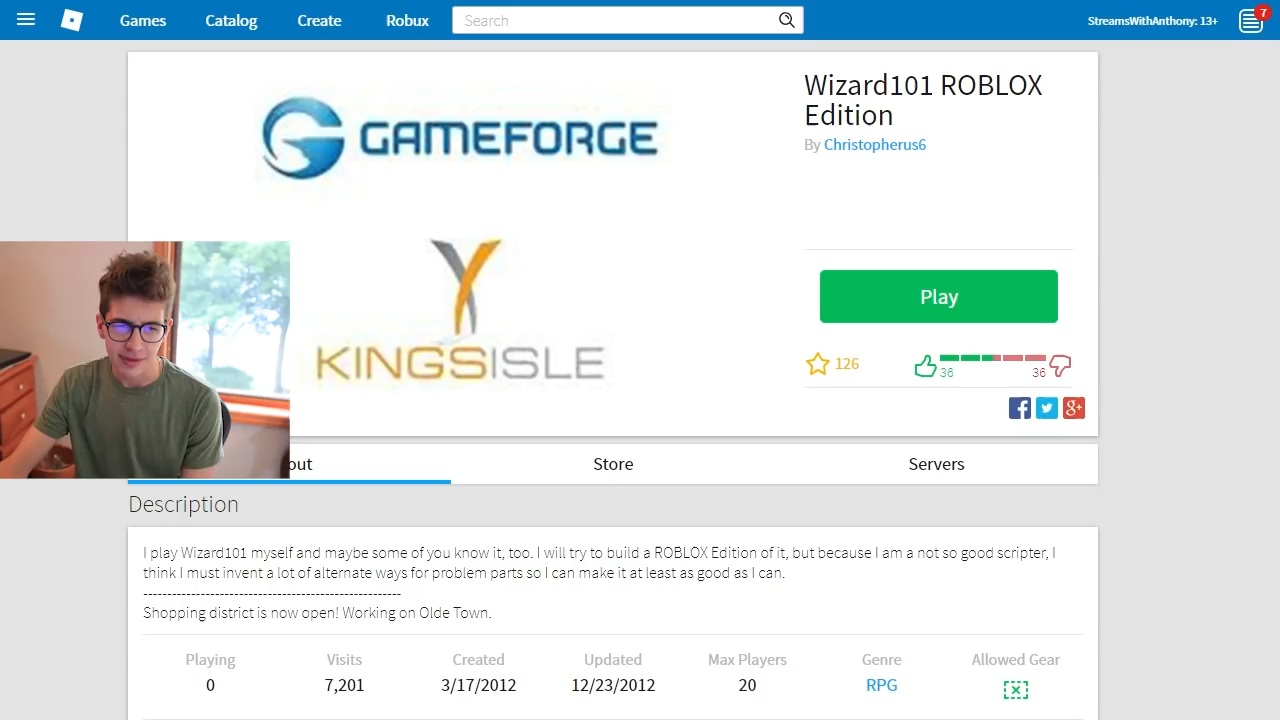 Games
Catalog
Create
Robux
Search
StreamsWithAnthony: 13+
7
GAMEFORGE
KINGSISLE
Wizard101 ROBLOX
Edition
By Christopherus6
Play
126
36
36
g+
out
Store
Servers
Description
I play Wizard101 myself and maybe some of you know it, too. I will try to build a ROBLOX Edition of it, but because I am a not so good scripter, I
think I must invent a lot of alternate ways for problem parts so I can make it at least as good as I can.
-----------------------------------------------------
Shopping district is now open! Working on Olde Town.
Playing
Visits
Created
Updated
Max Players
Genre
Allowed Gear
0
7,201
3/17/2012
12/23/2012
20
RPG